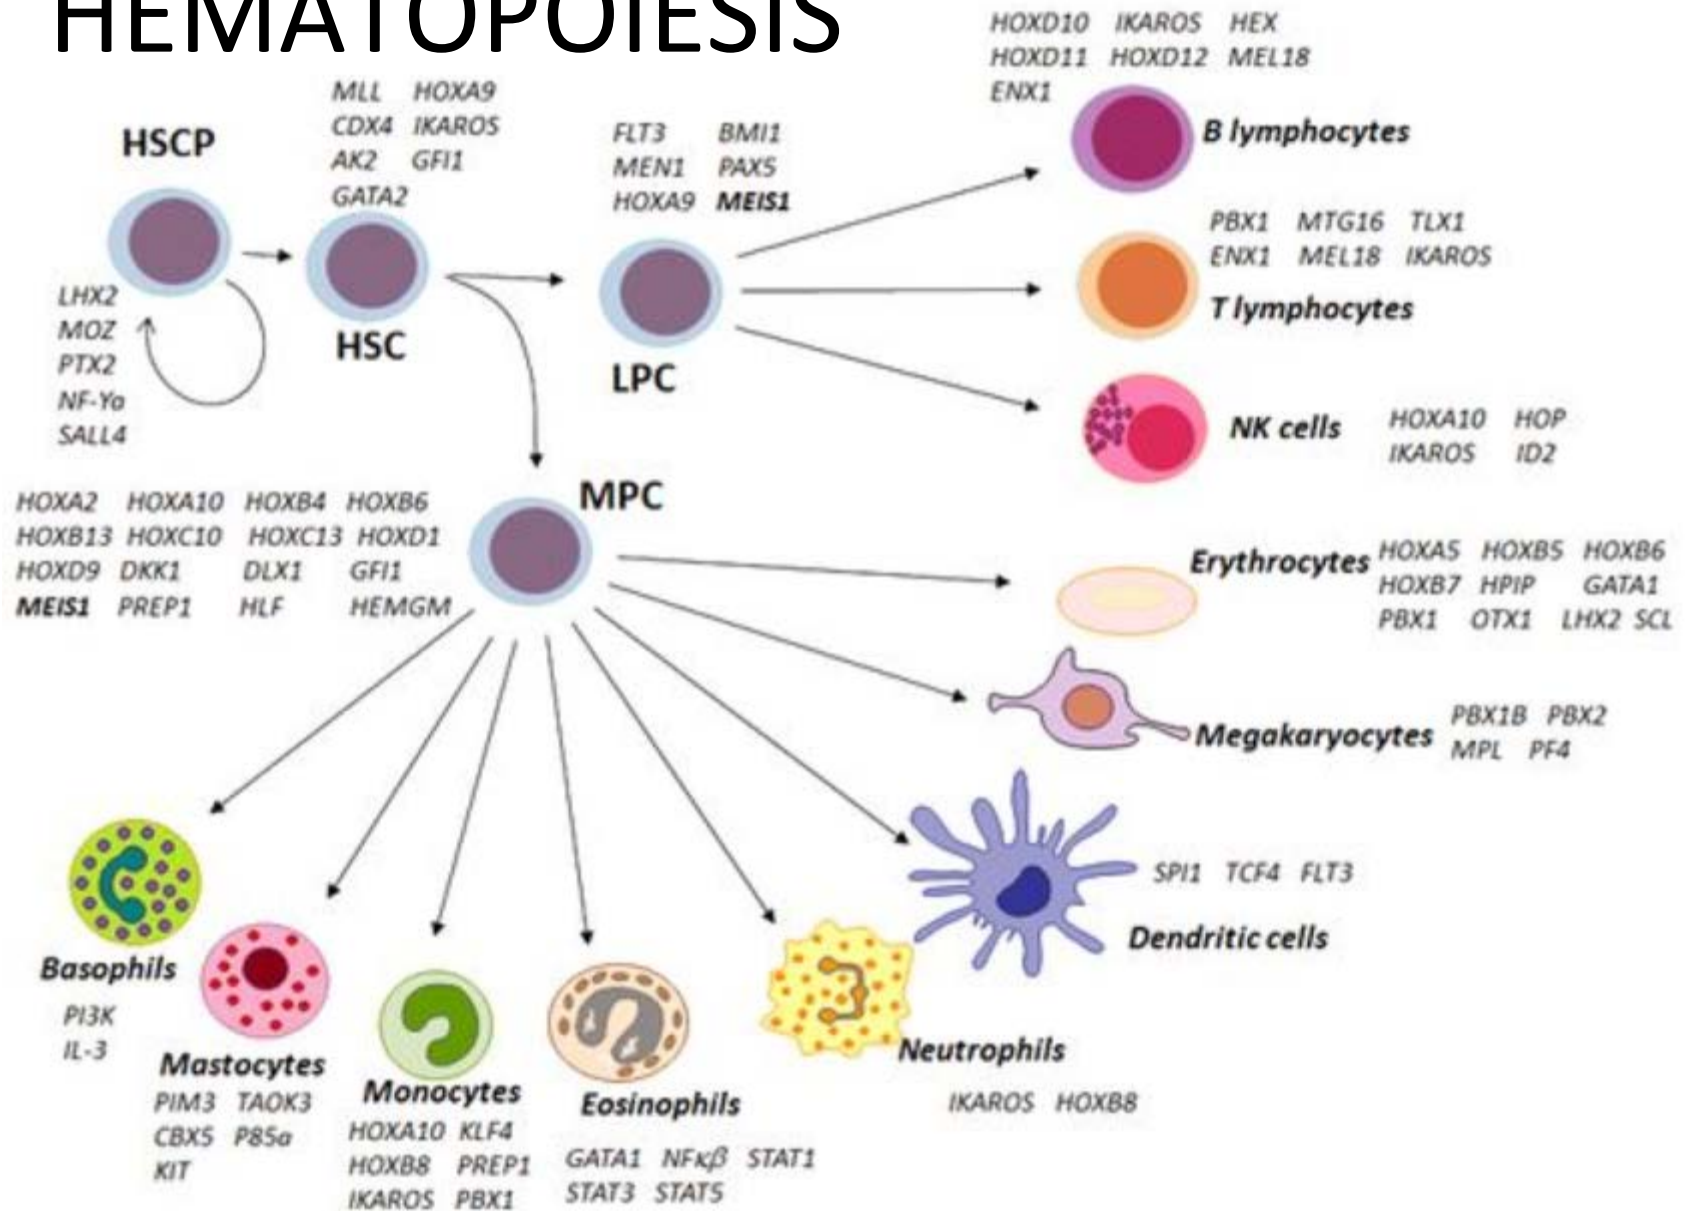 HEMATOPOIESIS
HOXD10 IKAROS HEX
HOXD11 HOXD12 MEL18
ENX1
B lymphocytes
MLL HOXA9
CDX4 IKAROS
AK2 GFI1
GATA2
HSCP
FLT3 BMI1
MEN1 PAX5
HOXA9 MEIS1
PBX1 MTG16 TLX1
ENX1 MEL18 IKAROS
T lymphocytes
LHX2
MOZ
PTX2
NF-Ya
SALL4
HSC
LPC
NK cells
HOXA10 HOP
IKAROS ID2
MPC
HOXA2 HOXA10 HOXB4 HOXB6
HOXB13 HOXC10 HOXC13 HOXD1
HOXD9 DKK1 DLX1 GFI1
MEIS1 PREP1 HLF HEMGM
Erythrocytes
HOXA5 HOXB5 HOXB6
HOXB7 HPIP GATA1
PBX1 OTX1 LHX2 SCL
Megakaryocytes
PBX1B PBX2
MPL PF4
SPI1 TCF4 FLT3
Dendritic cells
Basophils
PI3K
IL-3
Mastocytes
PIM3 TAOK3
CBX5 P85a
KIT
Monocytes
HOXA10 KLF4
HOXB8 PREP1
IKAROS PBX1
Eosinophils
GATA1 NFκβ STAT1
STAT3 STAT5
Neutrophils
IKAROS HOXB8